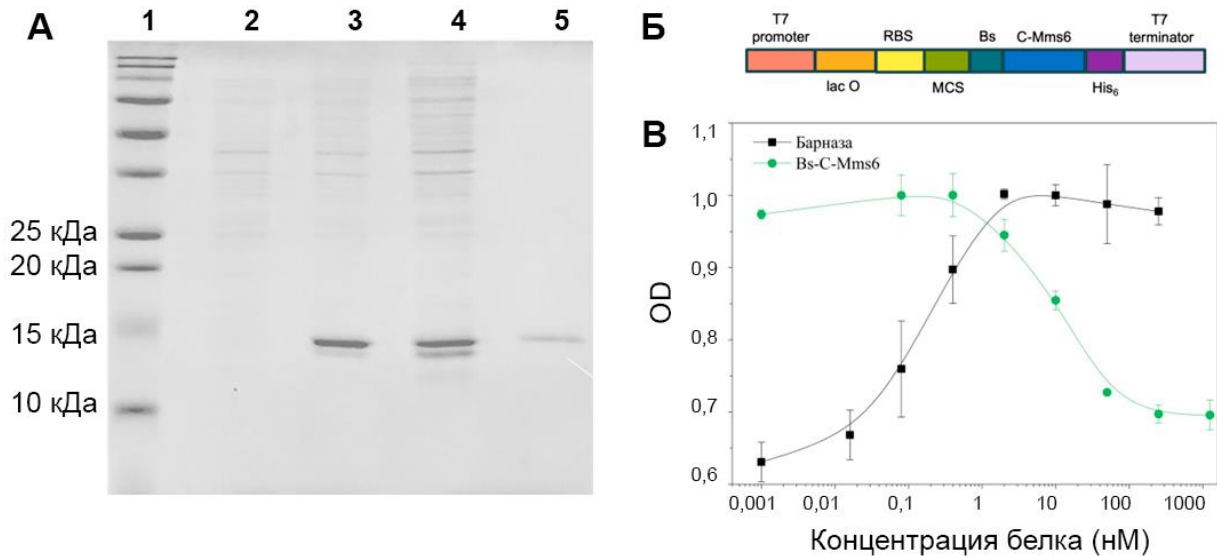 А
1 2 3 4 5
25 кДа
20 кДа
15 кДа
10 кДа
Б
T7 promoter
RBS
Bs
C-Mms6
T7 terminator
lac O
MCS
His₆
В
Барназа
Bs-C-Mms6
OD
1,1
1,0
0,9
0,8
0,7
0,6
0,001 0,01 0,1 1 10 100 1000
Концентрация белка (нМ)